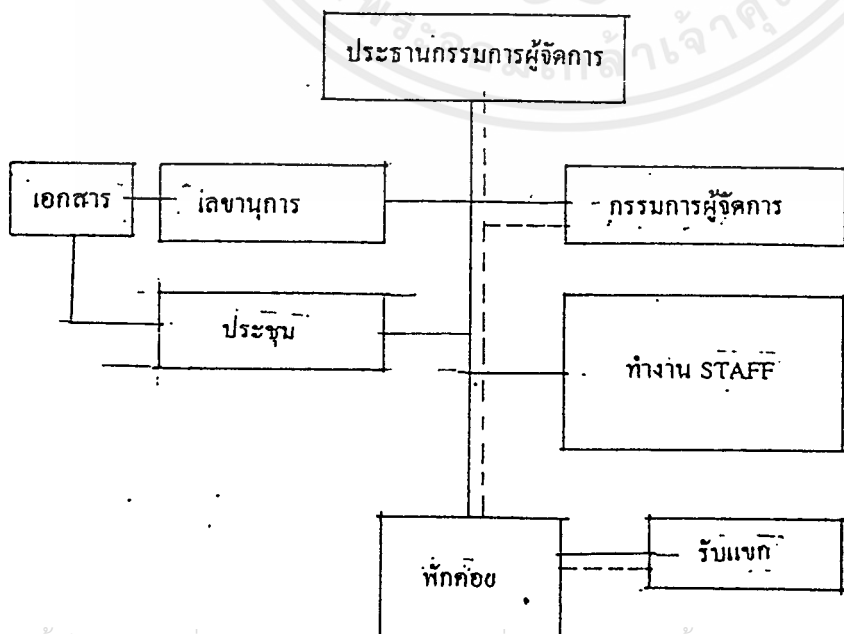 ประธานกรรมการผู้จัดการ
เอกสาร
เลขานุการ
กรรมการผู้จัดการ
ประชุม
ทำงาน STAFF
พักคอย
รับแขก